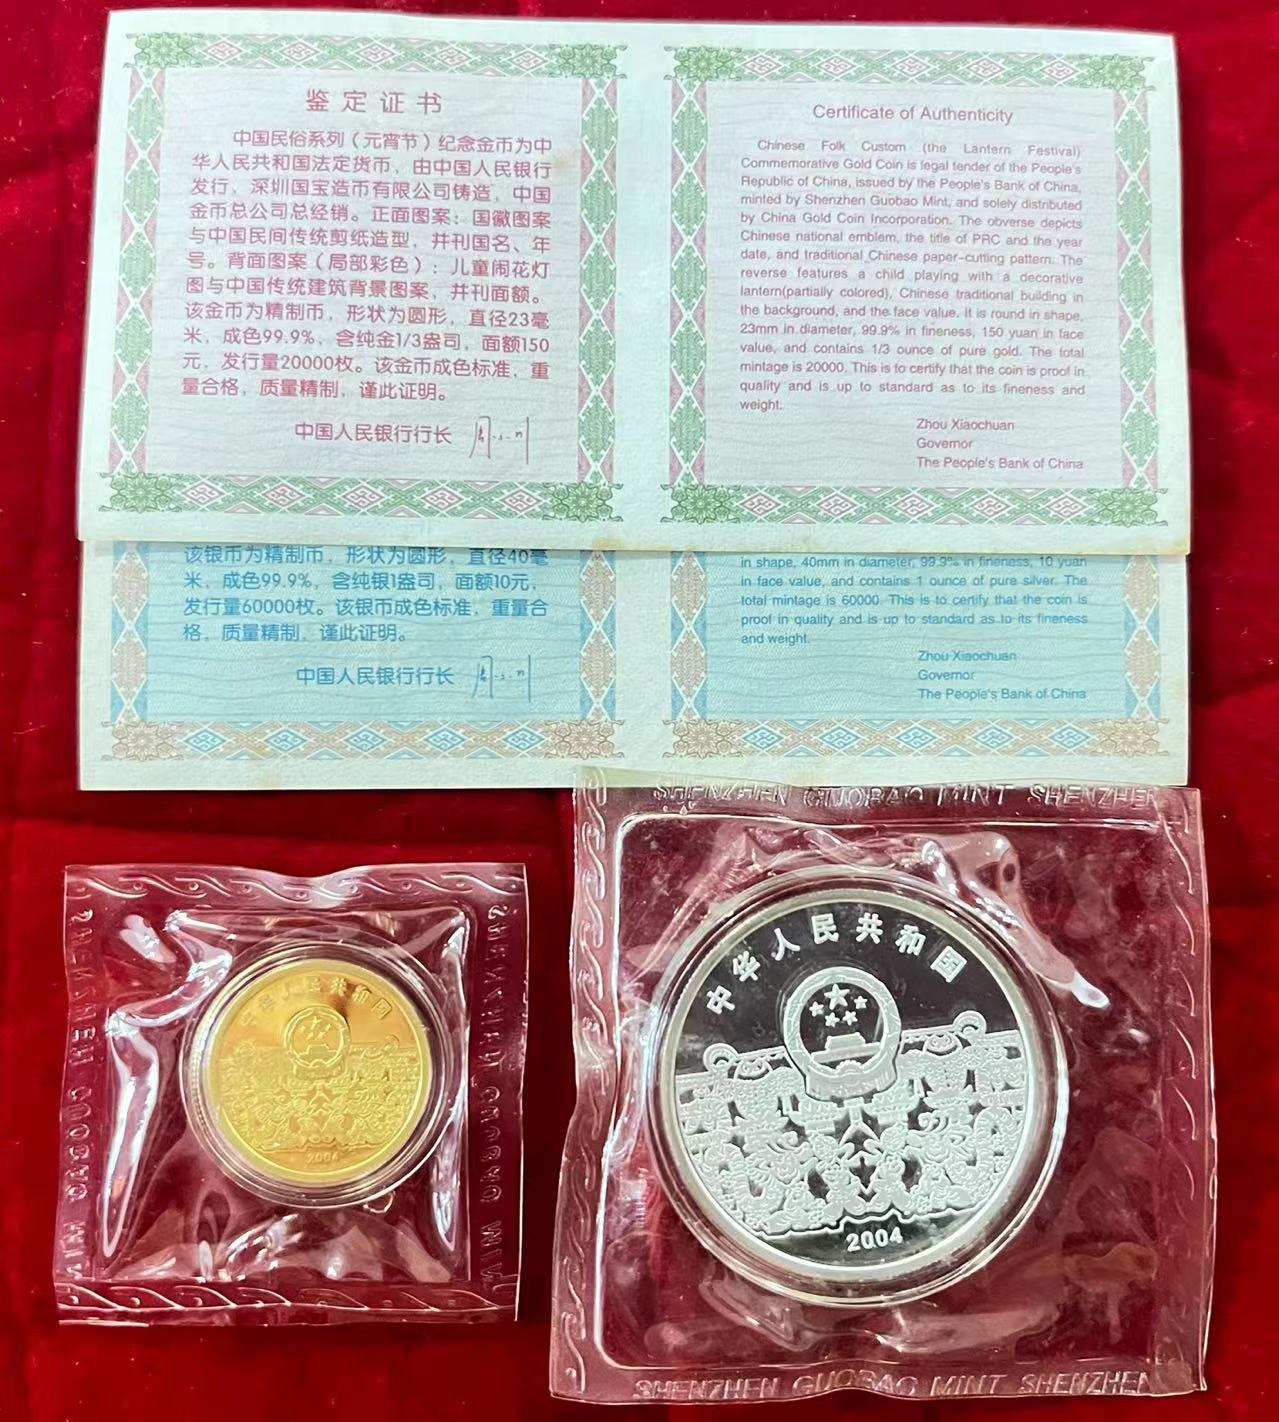 鉴定证书
中国民俗系列（元宵节）纪念金币为中
华人民共和国法定货币，由中国人民银行
发行，深圳国宝造币有限公司铸造，中国
金币总公司总经销。正面图案：国徽图案
与中国民间传统剪纸造型，并刊国名、年
号。背面图案（局部彩色）：儿童闹花灯
图与中国传统建筑背景图案，并刊面额。
该金币为精制币，形状为圆形，直径23毫
米，成色99.9%，含纯金1/3盎司，面额150
元，发行量20000枚。该金币成色标准，重
量合格，质量精制，谨此证明。
中国人民银行行长
Certificate of Authenticity
Chinese Folk Custom (the Lantern Festival)
Commemorative Gold Coin is legal tender of the People's
Republic of China, issued by the People's Bank of China,
minted by Shenzhen Guobao Mint, and solely distributed
by China Gold Coin Incorporation. The obverse depicts
Chinese national emblem, the title of PRC and the year
date, and traditional Chinese paper-cutting pattern. The
reverse features a child playing with a decorative
lantern(partially colored), Chinese traditional building in
the background, and the face value. It is round in shape,
23mm in diameter, 99.9% in fineness, 150 yuan in face
value, and contains 1/3 ounce of pure gold. The total
mintage is 20000. This is to certify that the coin is proof in
quality and is up to standard as to its fineness and
weight.
Zhou Xiaochuan
Governor
The People's Bank of China
该银币为精制币，形状为圆形，直径40毫
米，成色99.9%，含纯银1盎司，面额10元，
发行量60000枚。该银币成色标准，重量合
格，质量精制，谨此证明。
中国人民银行行长
in shape, 40mm in diameter, 99.9% in fineness, 10 yuan
in face value, and contains 1 ounce of pure silver. The
total mintage is 60000. This is to certify that the coin is
proof in quality and is up to standard as to its fineness
and weight.
Zhou Xiaochuan
Governor
The People's Bank of China
SHENZHEN GUOBAO MINT SHENZHEN
中华人民共和国
2004
SHENZHEN GUOBAO MINT
中华人民共和国
2004
SHENZHEN GUOBAO MINT SHENZHEN